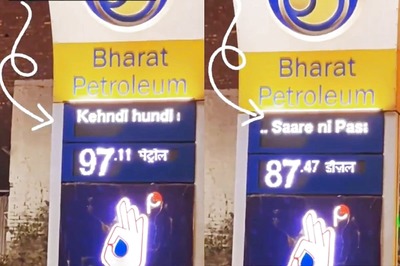 Bharat
Petroleum
Kehndi hundi
97.11 पेट्रोल
Bharat
Petroleum
.. Saare ni Pas
87.47 डीज़ल